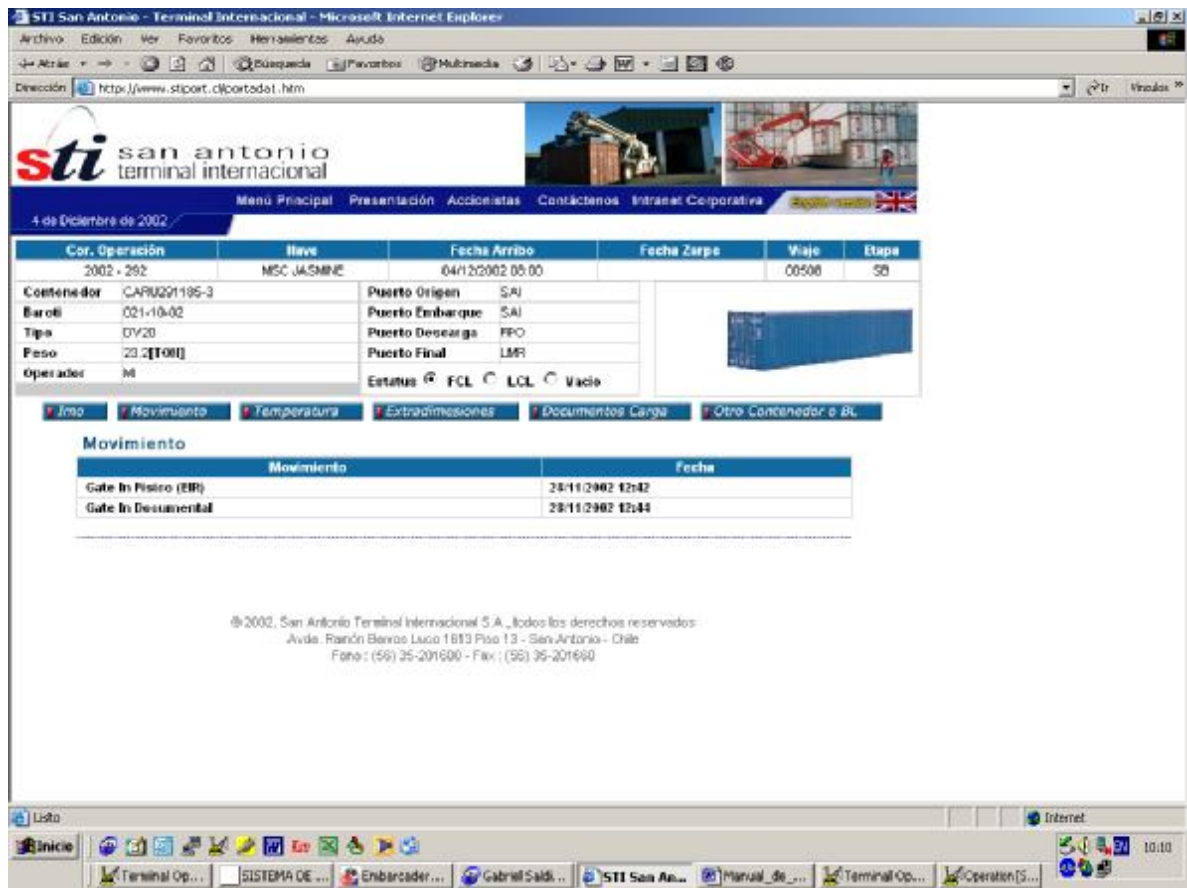 STI San Antonio - Terminal Internacional - Microsoft Internet Explorer
Archivo Edición Ver Favoritos Herramientas Ayuda
Atrás Búsqueda Favoritos Multimedia
Dirección http://www.stiport.cl/portada1.htm Ir Vínculos
sti san antonio
terminal internacional
Menú Principal Presentación Accionistas Contáctenos Intranet Corporativa English version
4 de Diciembre de 2002
Cor. Operación Nave Fecha Arribo Fecha Zarpe Viaje Etapa
2002 - 292 MSC JASMINE 04/12/2002 08:00 00508 SB
Contenedor CARU291185-3 Puerto Origen SAI
Baroti 021-10-02 Puerto Embarque SAI
Tipo DV20 Puerto Descarga PPO
Peso 23.2[TON] Puerto Final LMR
Operador MI
Estatus FCL LCL Vacio
Imo Movimiento Temperatura Extradimesiones Documentos Carga Otro Contenedor o BL
Movimiento
Movimiento Fecha
Gate In Fisico (EIR) 28/11/2002 12:42
Gate In Documental 28/11/2002 12:44
© 2002, San Antonio Terminal Internacional S.A., todos los derechos reservados
Avda. Ramón Barros Luco 1613 Piso 13 - San Antonio - Chile
Fono : (56) 35-201600 - Fax : (56) 35-201660
Listo Internet
Inicio EN 10:10
Terminal Op... SISTEMA DE ... Embarcader... Gabriel Saldi... STI San An... Manual_de_... Terminal Op... Operation [S...